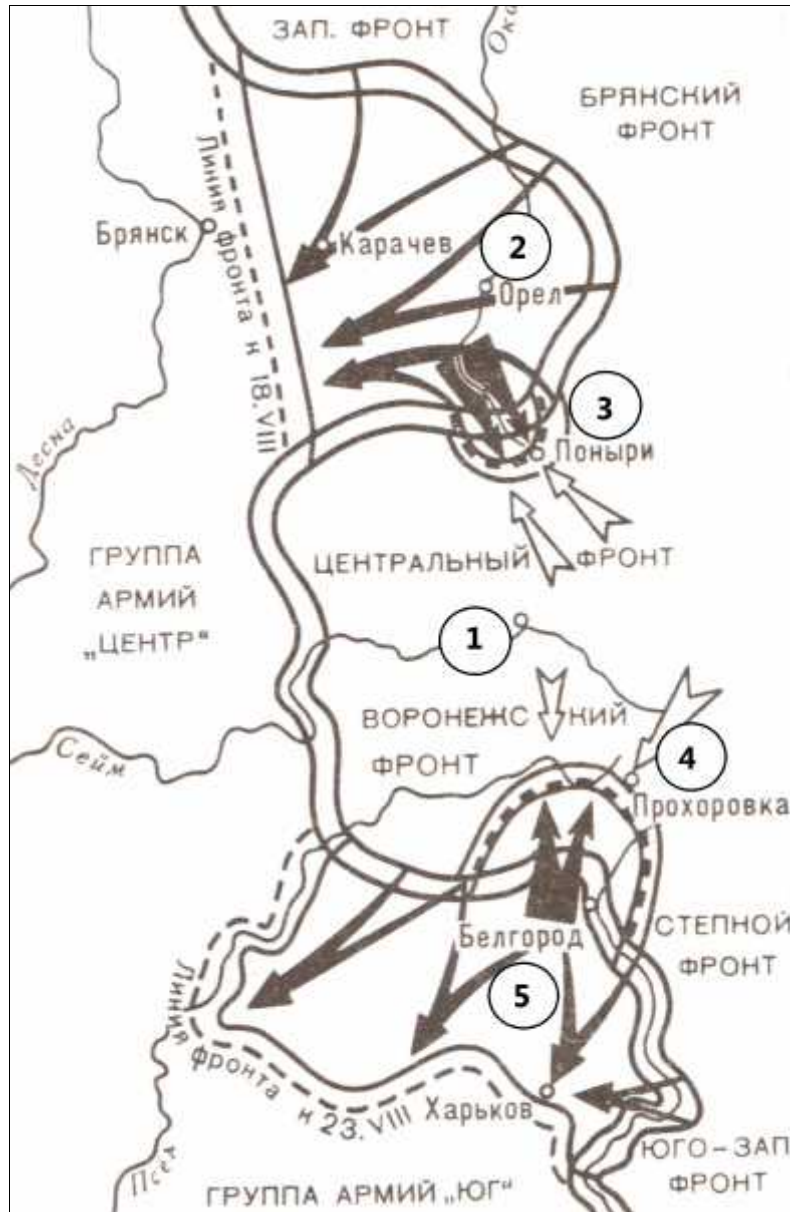 ЗАП. ФРОНТ
Ока
БРЯНСКИЙ
ФРОНТ
Линия фронта к 18.VIII
Брянск
Карачев
2
Орел
3
Поныри
Десна
ГРУППА
АРМИЙ
„ЦЕНТР“
ЦЕНТРАЛЬНЫЙ ФРОНТ
1
ВОРОНЕЖСКИЙ
ФРОНТ
Сейм
4
Прохоровка
Белгород
СТЕПНОЙ
ФРОНТ
5
Линия фронта к 23.VIII
Харьков
ЮГО-ЗАП
ФРОНТ
Псел
ГРУППА АРМИЙ „ЮГ“